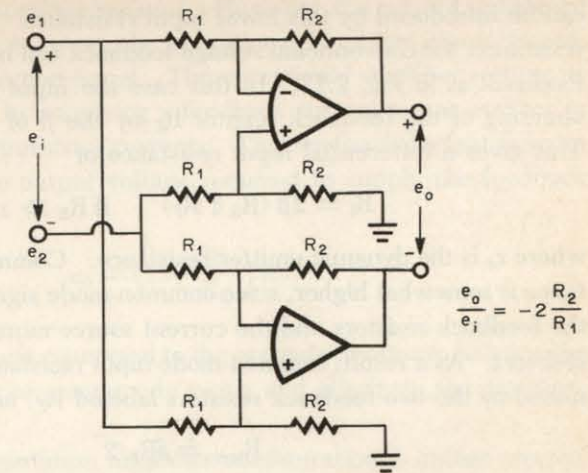 e1
R1 R2
+
−
ei
+
+
R1 R2
eo
−
e2
R1 R2
−
eo/ei = -2 R2/R1
+
R1 R2